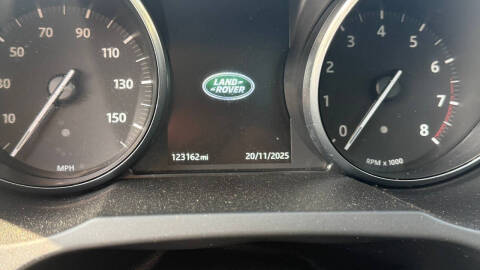 10 30 50 70 90 110 130 150
MPH
LAND
ROVER
123162mi 20/11/2025
0 1 2 3 4 5 6 7 8
RPM x 1000